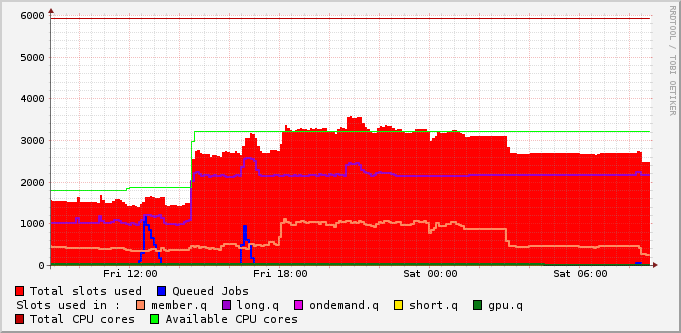 6000
5000
4000
3000
2000
1000
0
Fri 12:00 Fri 18:00 Sat 00:00 Sat 06:00
Total slots used Queued Jobs
Slots used in : member.q long.q ondemand.q short.q gpu.q
Total CPU cores Available CPU cores
RRDTOOL / TOBI OETIKER